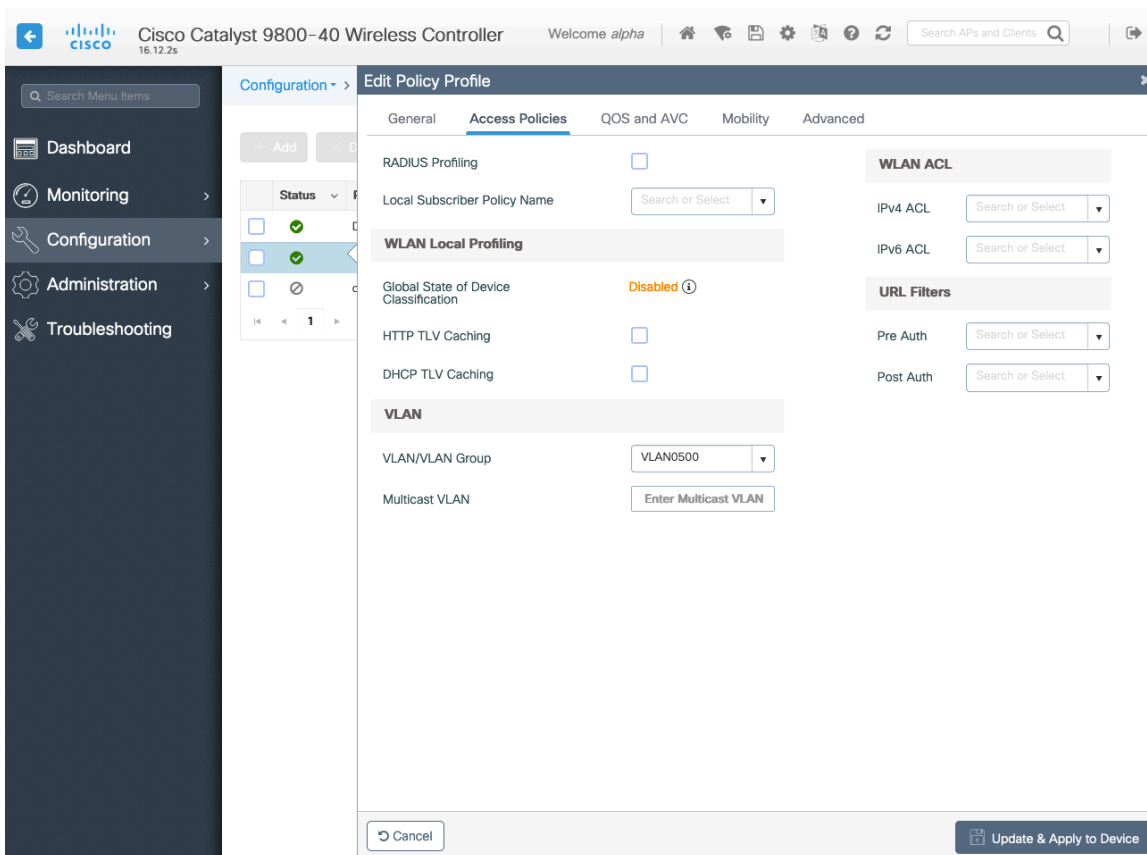 CISCO
Cisco Catalyst 9800-40 Wireless Controller
16.12.2s
Welcome alpha
Search APs and Clients
Search Menu Items
Dashboard
Monitoring
Configuration
Administration
Troubleshooting
Configuration
Add
Status
1
Edit Policy Profile
General Access Policies QOS and AVC Mobility Advanced
RADIUS Profiling
Local Subscriber Policy Name Search or Select
WLAN Local Profiling
Global State of Device
Classification
Disabled
HTTP TLV Caching
DHCP TLV Caching
VLAN
VLAN/VLAN Group VLAN0500
Multicast VLAN Enter Multicast VLAN
WLAN ACL
IPv4 ACL Search or Select
IPv6 ACL Search or Select
URL Filters
Pre Auth Search or Select
Post Auth Search or Select
Cancel
Update & Apply to Device